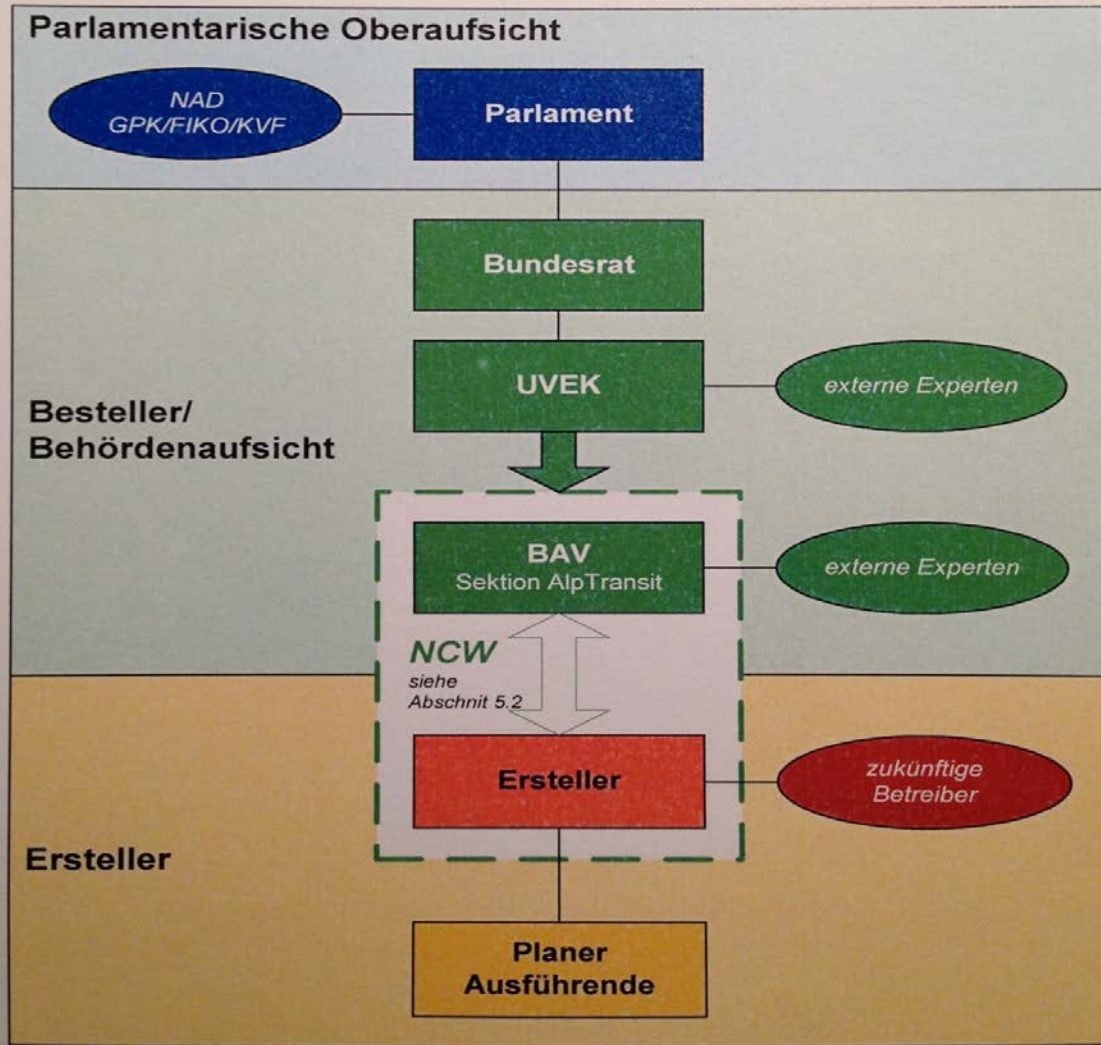 Parlamentarische Oberaufsicht
NAD
GPK/FIKO/KVF
Parlament
Bundesrat
UVEK
externe Experten
Besteller/
Behördenaufsicht
BAV
Sektion AlpTransit
externe Experten
NCW
siehe
Abschnit 5.2
Ersteller
zukünftige
Betreiber
Ersteller
Planer
Ausführende